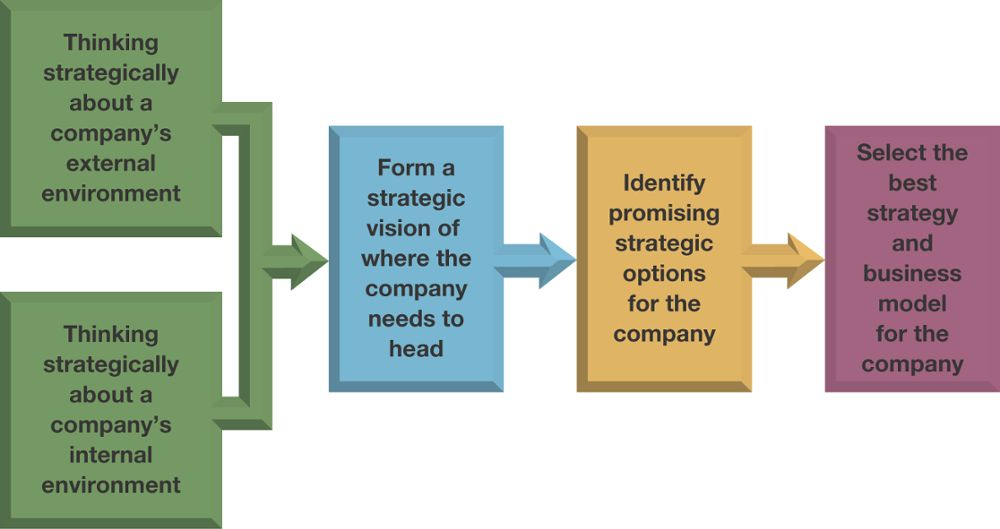 Thinking
strategically
about a
company’s
external
environment
Thinking
strategically
about a
company’s
internal
environment
Form a
strategic
vision of
where the
company
needs to
head
Identify
promising
strategic
options
for the
company
Select the
best
strategy
and
business
model
for the
company